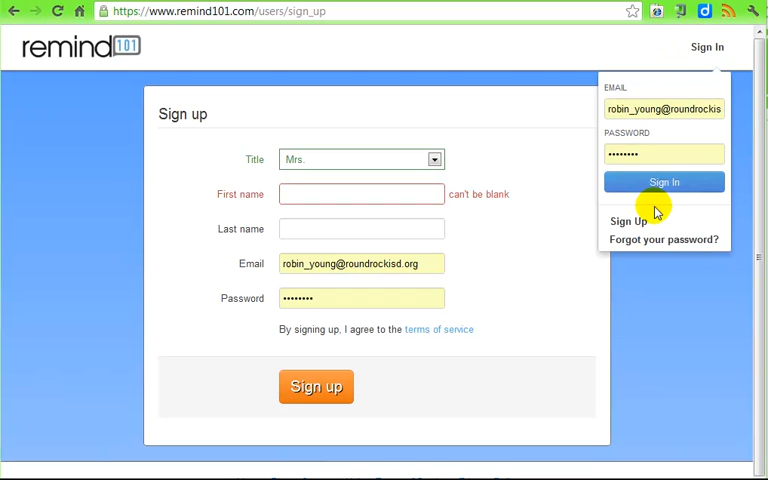 https://www.remind101.com/users/sign_up
remind101
Sign In
EMAIL
robin_young@roundrockis
PASSWORD
••••••••
Sign In
Sign Up
Forgot your password?
Sign up
Title
Mrs.
First name
can't be blank
Last name
Email
robin_young@roundrockisd.org
Password
••••••••
By signing up, I agree to the terms of service
Sign up